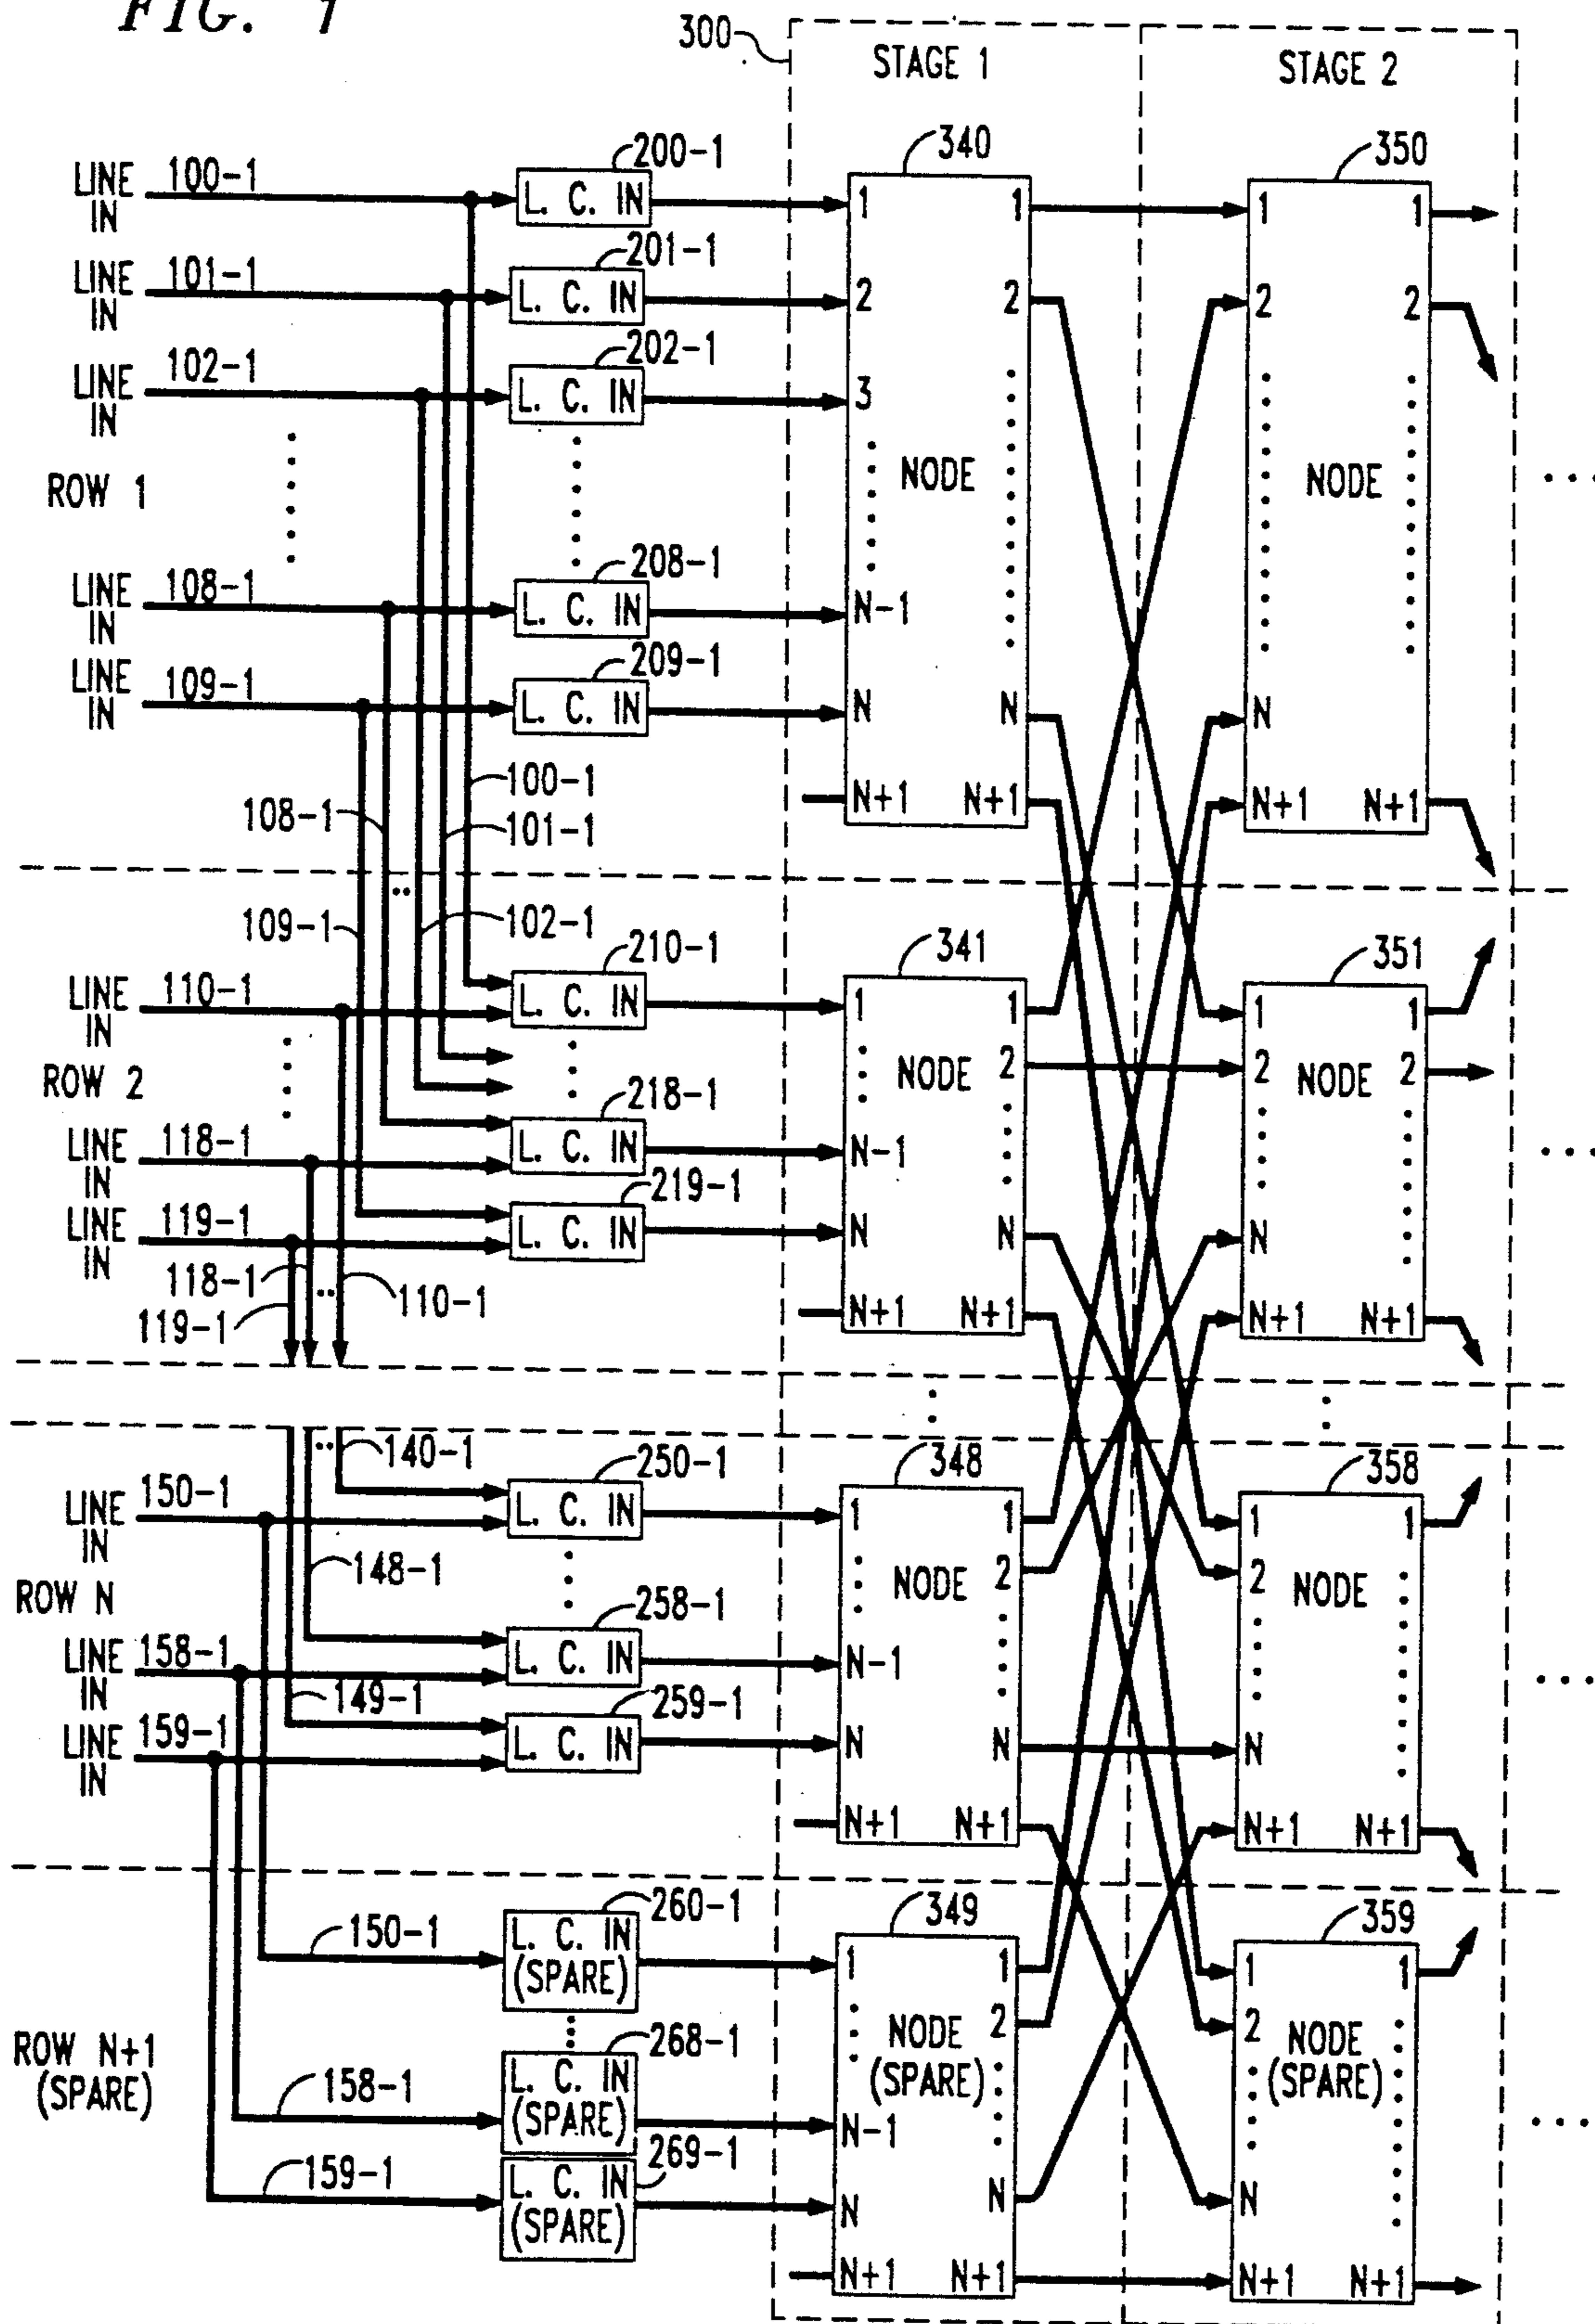 FIG. 1
300
STAGE 1
STAGE 2
340
350
LINE IN
100-1
200-1
L. C. IN
LINE IN
101-1
201-1
L. C. IN
LINE IN
102-1
202-1
L. C. IN
ROW 1
LINE IN
108-1
208-1
L. C. IN
LINE IN
109-1
209-1
L. C. IN
1
2
3
N-1
N
N+1
NODE
1
2
N
N+1
1
2
N
N+1
NODE
1
2
N+1
100-1
108-1
101-1
109-1
102-1
210-1
341
351
LINE IN
110-1
L. C. IN
ROW 2
218-1
LINE IN
118-1
L. C. IN
219-1
LINE IN
119-1
L. C. IN
118-1
110-1
119-1
1
N-1
N
N+1
NODE
1
2
N
N+1
1
2
N
N+1
NODE
1
2
N+1
140-1
250-1
348
358
LINE IN
150-1
L. C. IN
148-1
ROW N
258-1
LINE IN
158-1
L. C. IN
149-1
259-1
LINE IN
159-1
L. C. IN
1
N-1
N
N+1
NODE
1
2
N
N+1
1
2
N
N+1
NODE
1
N+1
260-1
349
359
150-1
L. C. IN
(SPARE)
268-1
ROW N+1
(SPARE)
158-1
L. C. IN
(SPARE)
269-1
159-1
L. C. IN
(SPARE)
1
N-1
N
N+1
NODE
(SPARE)
1
2
N
N+1
1
2
N
N+1
NODE
(SPARE)
1
N+1